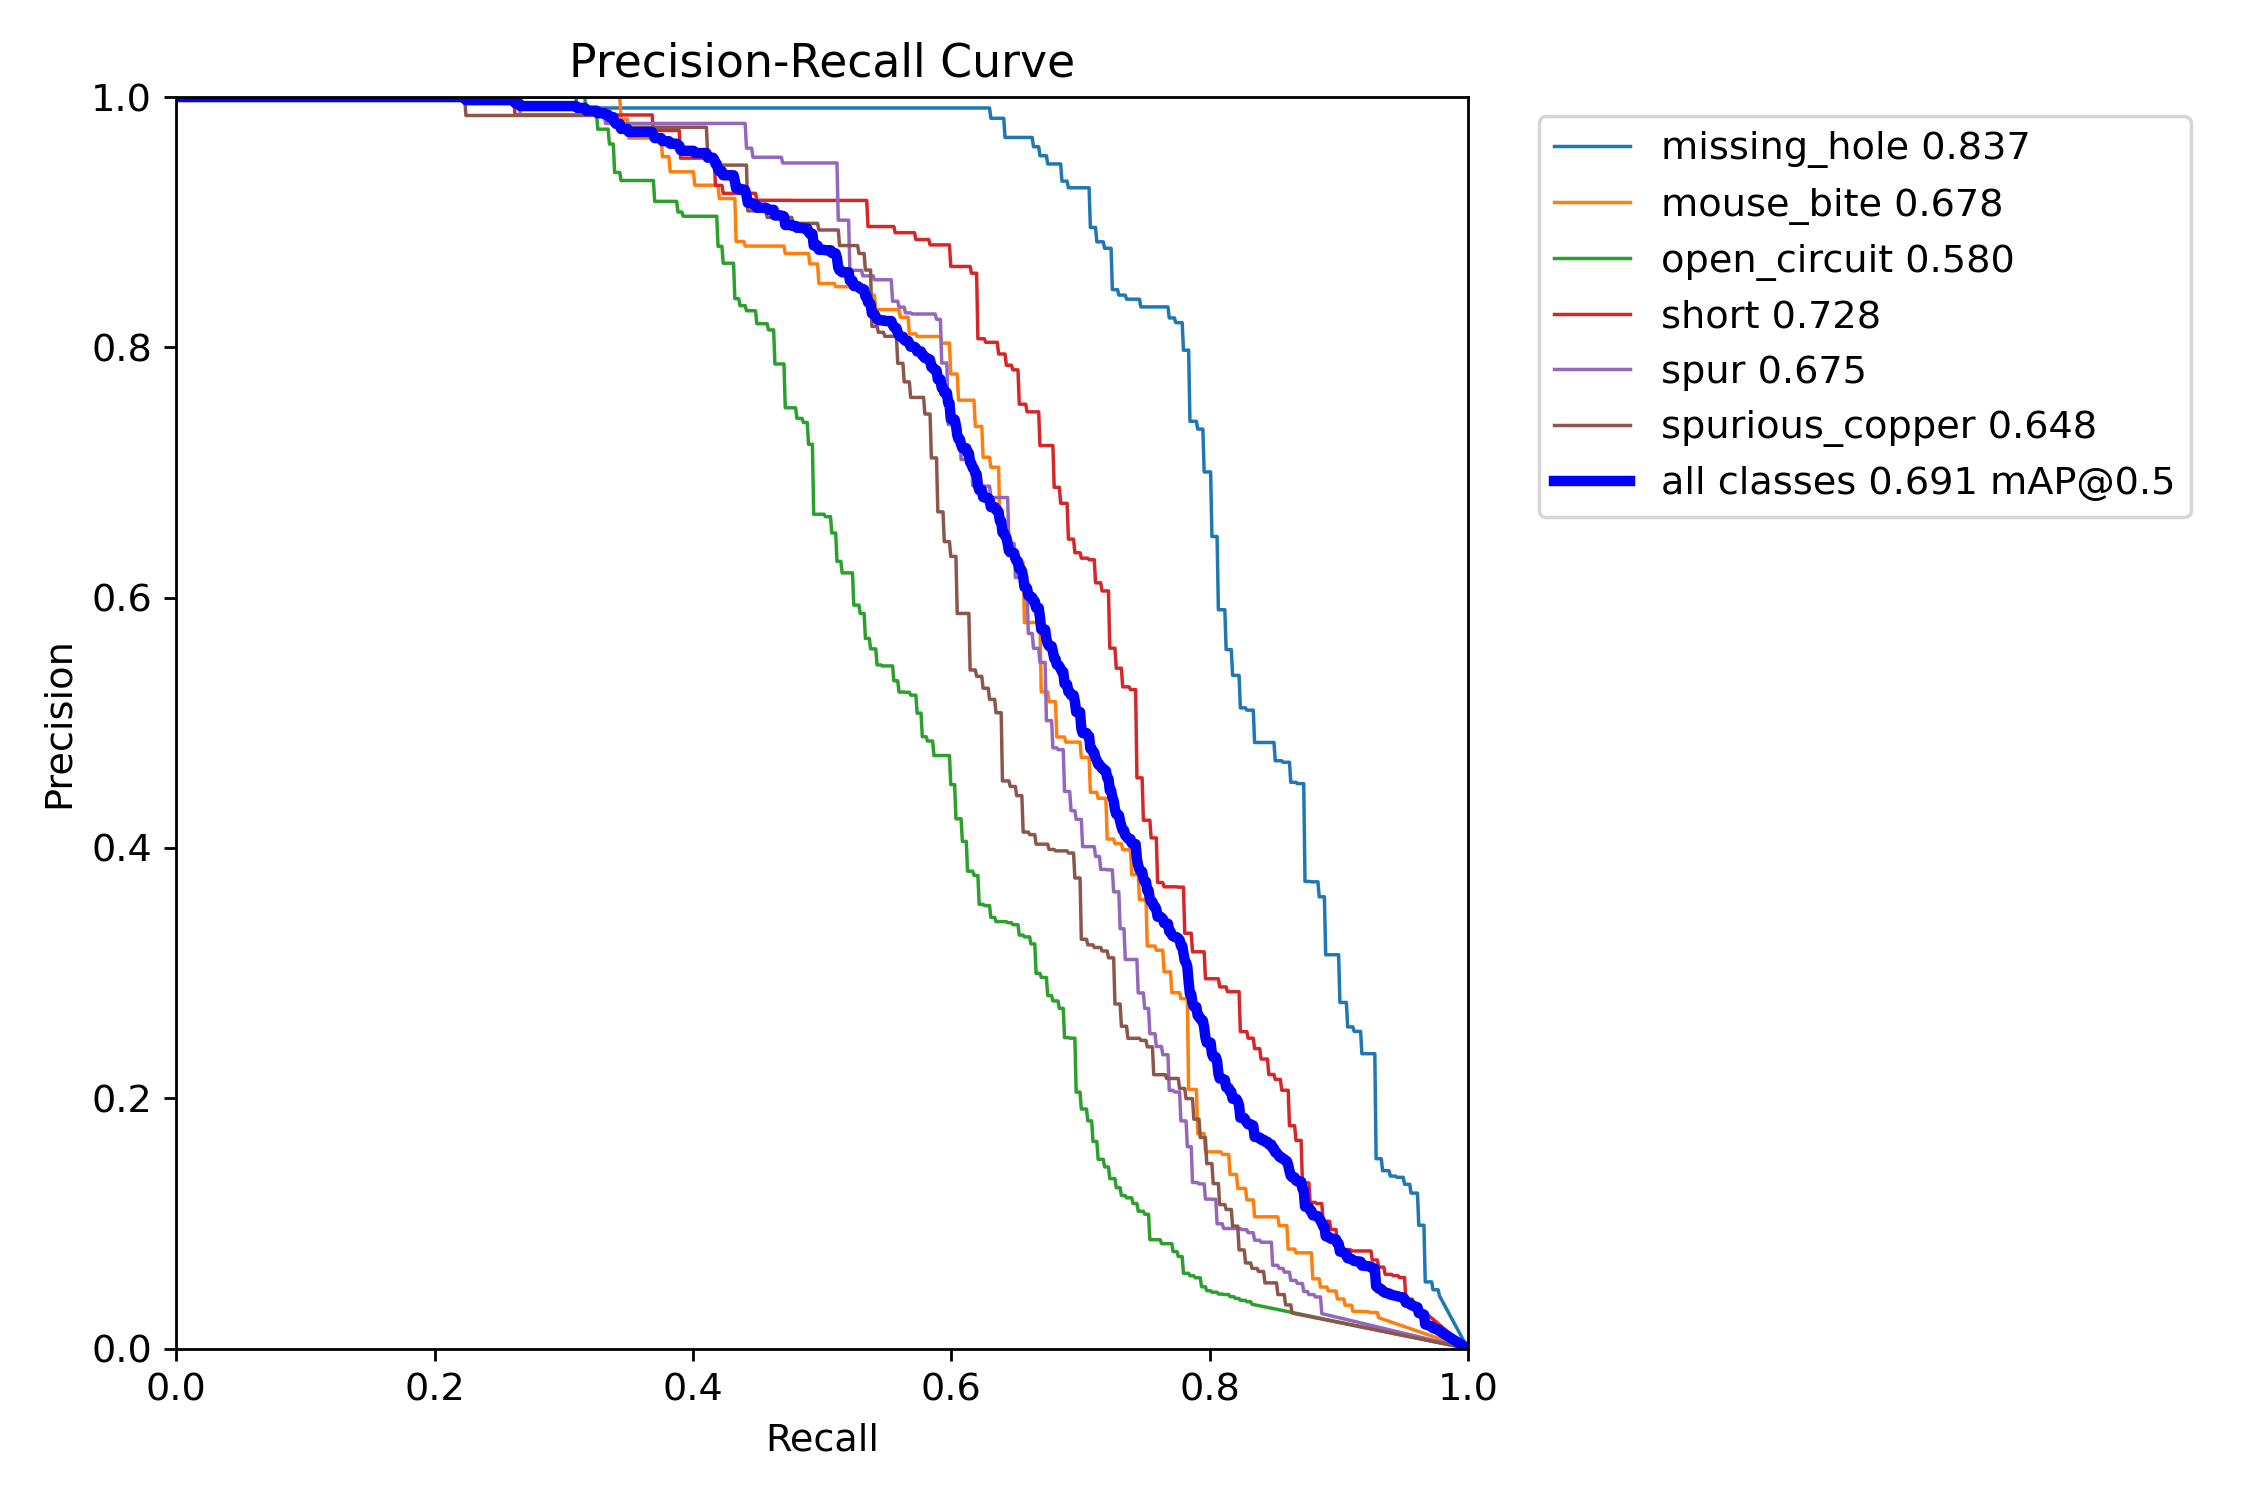 Precision-Recall Curve
1.0
0.8
0.6
0.4
0.2
0.0
Precision
0.0 0.2 0.4 0.6 0.8 1.0
Recall
missing_hole 0.837
mouse_bite 0.678
open_circuit 0.580
short 0.728
spur 0.675
spurious_copper 0.648
all classes 0.691 mAP@0.5